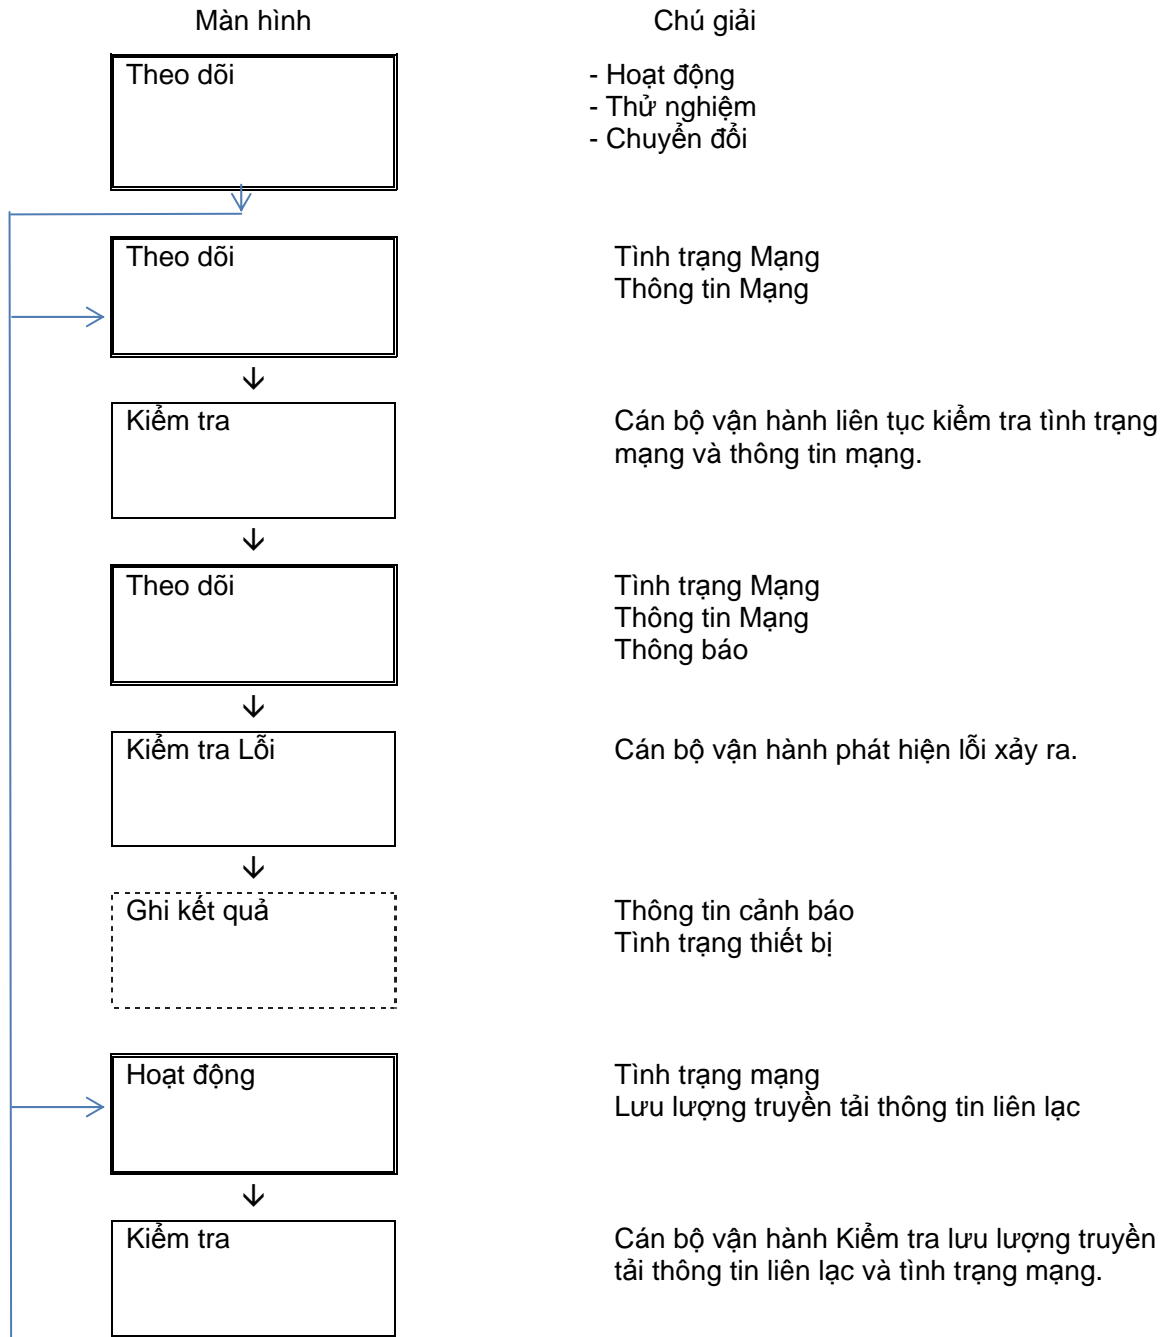 Màn hình
Chú giải
Theo dõi
- Hoạt động
- Thử nghiệm
- Chuyển đổi
Theo dõi
Tình trạng Mạng
Thông tin Mạng
Kiểm tra
Cán bộ vận hành liên tục kiểm tra tình trạng
mạng và thông tin mạng.
Theo dõi
Tình trạng Mạng
Thông tin Mạng
Thông báo
Kiểm tra Lỗi
Cán bộ vận hành phát hiện lỗi xảy ra.
Ghi kết quả
Thông tin cảnh báo
Tình trạng thiết bị
Hoạt động
Tình trạng mạng
Lưu lượng truyền tải thông tin liên lạc
Kiểm tra
Cán bộ vận hành Kiểm tra lưu lượng truyền
tải thông tin liên lạc và tình trạng mạng.